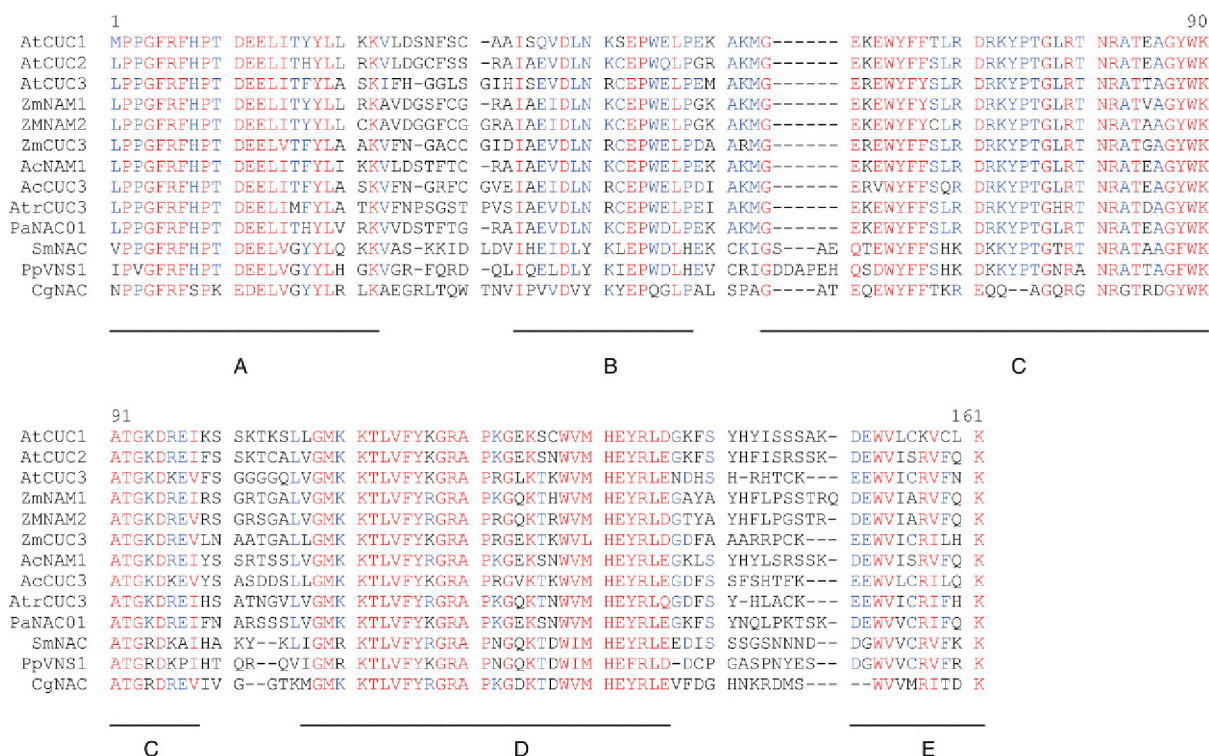 1 90
AtCUC1 MPPGFRFHPT DEELITYYLL KKVLDSNFSC -AAISQVDLN KSEPWELPEK AKMG------ EKEWYFFTLR DRKYPTGLRT NRATEAGYWK
AtCUC2 LPPGFRFHPT DEELITHYLL RKVLDGCFSS -RAIAEVDLN KCEPWQLPGR AKMG------ EKEWYFFSLR DRKYPTGLRT NRATEAGYWK
AtCUC3 LPPGFRFHPT DEELITFYLA SKIFH-GGLS GIHISEVDLN RCEPWELPEM AKMG------ EREWYFYSLR DRKYPTGLRT NRATTAGYWK
ZmNAM1 LPPGFRFHPT DEELITYYLL RKAVDGSFCG -RAIAEIDLN KCEPWELPGK AKMG------ EKEWYFYSLR DRKYPTGLRT NRATVAGYWK
ZMNAM2 LPPGFRFHPT DEELITYYLL CKAVDGGFCG GRAIAEIDLN KCEPWELPGK AKMG------ EKEWYFYCLR DRKYPTGLRT NRATAAGYWK
ZmCUC3 LPPGFRFHPT DEELVTFYLA AKVFN-GACC GIDIAEVDLN RCEPWELPDA ARMG------ EREWYFFSLR DRKYPTGLRT NRATGAGYWK
AcNAM1 LPPGFRFHPT DEELITFYLI KKVLDSTFTC -RAIAEVDLN KCEPWELPEK AKMG------ EKEWYFFSLR DRKYPTGLRT NRATEAGYWK
AcCUC3 LPPGFRFHPT DEELITFYLA SKVFN-GRFC GVEIAEIDLN RCEPWELPDI AKMG------ ERVWYFFSQR DRKYPTGLRT NRATEAGYWK
AtrCUC3 LPPGFRFHPT DEELIMFYLA TKVFNPSGST PVSIAEVDLN RCEPWELPEI AKMG------ EKEWYFFSLR DRKYPTGHRT NRATDAGYWK
PaNAC01 LPPGFRFHPT DEELITHYLL RKVVDSTFTG -RAIAEVDLN KCEPWELPEK AKMG------ EKEWYFFSLR DRKYPTGLRT NRATEAGYWK
SmNAC VPPGFRFHPT DEELVGYYLQ KKVAS-KKID LDVIHEIDLY KLEPWDLHEK CKIGS---AE QTEWYFFSHK DKKYPTGTRT NRATAAGFWK
PpVNS1 IPVGFRFHPT DEELVGYYLH GKVGR-FQRD -QLIQELDLY KIEPWDLHEV CRIGDDAPEH QSDWYFFSHK DKKYPTGNRA NRATTAGFWK
CgNAC NPPGFRFSPK EDELVGYYLR LKAEGRLTQW TNVIPVVDVY KYEPQGLPAL SPAG----AT EQEWYFFTKR EQQ--AGQRG NRGTRDGYWK
A B C
91 161
AtCUC1 ATGKDREIKS SKTKSLLGMK KTLVFYKGRA PKGEKSCWVM HEYRLDGKFS YHYISSSAK- DEWVLCKVCL K
AtCUC2 ATGKDREIFS SKTCALVGMK KTLVFYKGRA PKGEKSNWVM HEYRLEGKFS YHFISRSSK- DEWVISRVFQ K
AtCUC3 ATGKDKEVFS GGGGQLVGMK KTLVFYKGRA PRGLKTKWVM HEYRLENDHS H-RHTCK--- EEWVICRVFN K
ZmNAM1 ATGKDREIRS GRTGALVGMK KTLVFYRGRA PKGQKTRWVM HEYRLEGAYA YHFLPSSTRQ DEWVIARVFQ K
ZMNAM2 ATGKDREVRS GRSGALVGMK KTLVFYRGRA PRGQKTRWVM HEYRLDGTYA YHFLPGSTR- DEWVIARVFQ K
ZmCUC3 ATGKDREVLN AATGALLGMK KTLVFYKGRA PRGEKTKWVL HEYRLDGDFA AAARRPCK-- EEWVICRILH K
AcNAM1 ATGKDREIYS SRTSSLVGMK KTLVFYRGRA PKGEKSNWVM HEYRLEGKLS YHYLSRSSK- DEWVISRVFQ K
AcCUC3 ATGKDKEVYS ASDDSLLGMK KTLVFYKGRA PRGVKTKWVM HEYRLDGDFS SFSHTFK--- EEWVLCRILQ K
AtrCUC3 ATGKDREIHS ATNGVLVGMK KTLVFYRGRA PKGQKTNWVM HEYRLQGDFS Y-HLACK--- EEWVICRIFH K
PaNAC01 ATGKDREIFN ARSSSLVGMK KTLVFYKGRA PKGEKSNWVM HEYRLEGKFS YNQLPKTSK- DEWVVCRVFQ K
SmNAC ATGRDKAIHA KY--KLIGMR KTLVFYRGRA PNGQKTDWIM HEYRLEEDIS SSGSNNND-- DGWVVCRVFK K
PpVNS1 ATGRDKPIHT QR--QVIGMR KTLVFYKGRA PNGQKTDWIM HEFRLD-DCP GASPNYES-- DGWVVCRVFR K
CgNAC ATGRDREVIV G--GTKMGMK KTLVFYKGRA PNGDKTDWVM HEYRLEVFDG HNKRDMS--- --WVVMRITD K
C D E